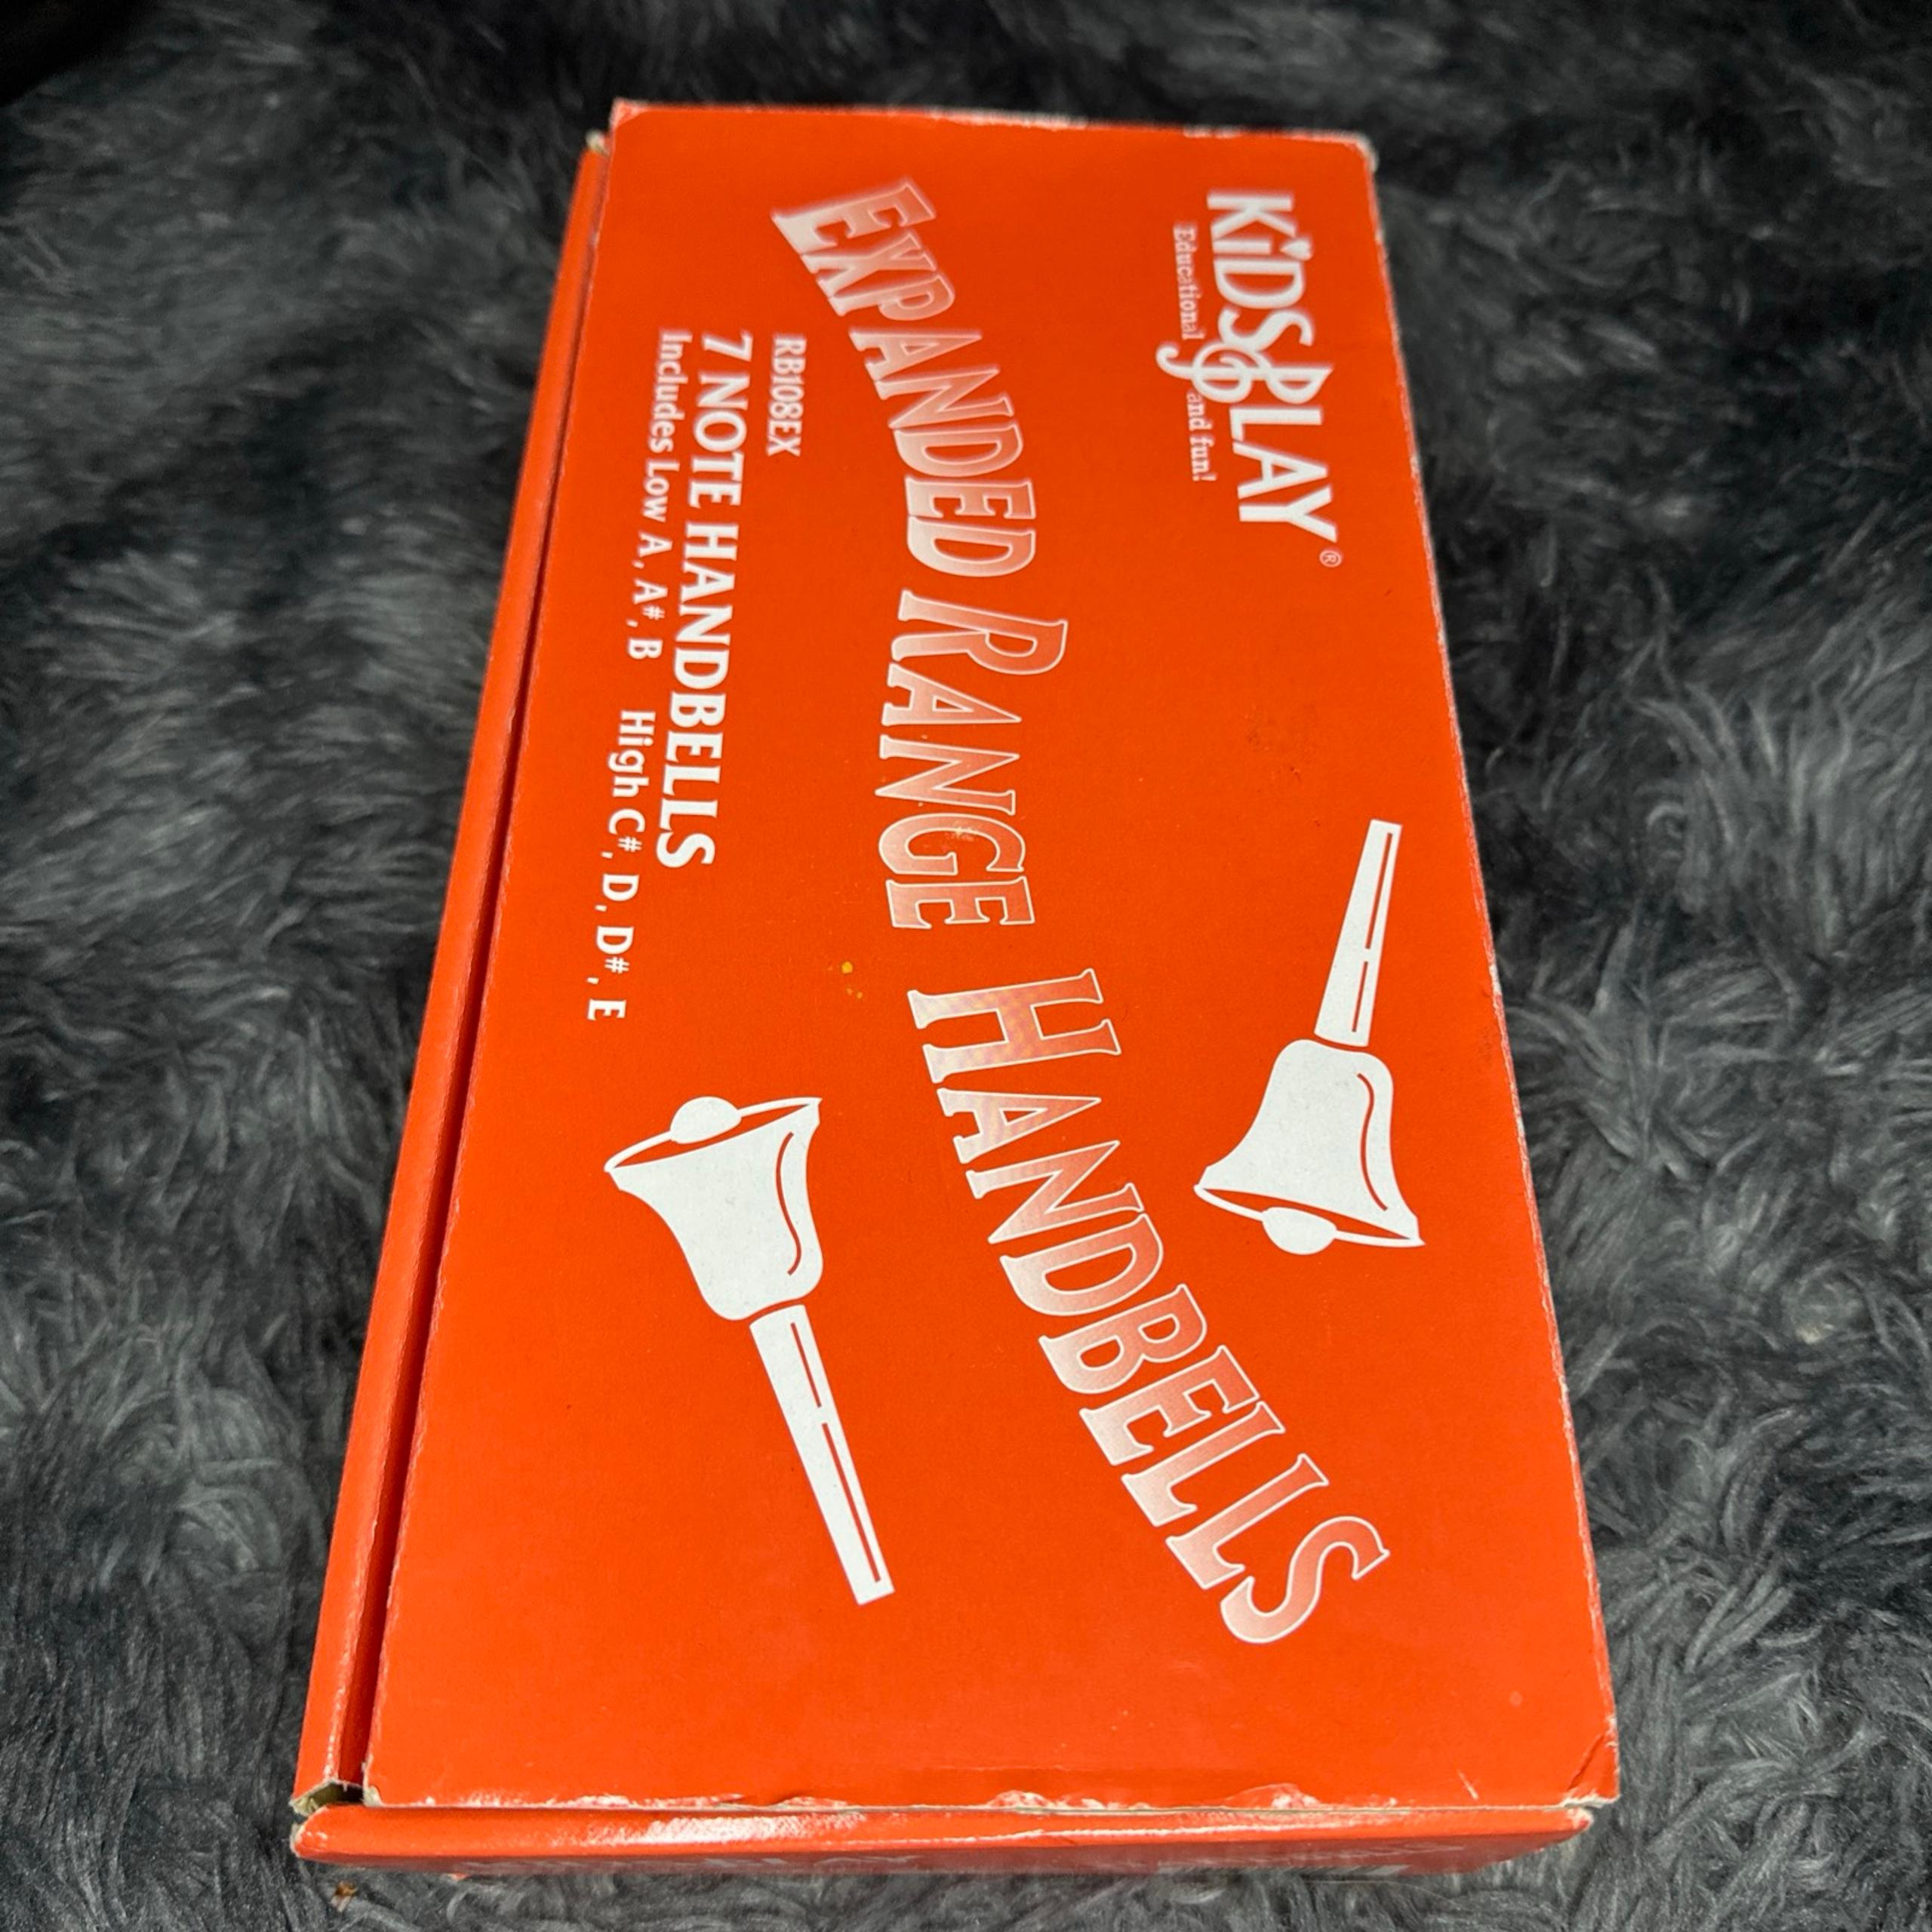 KiDSPLAY®
Educational and fun!
EXPANDED RANGE HANDBELLS
RB108EX
7 NOTE HANDBELLS
Includes Low A, A#, B High C#, D, D#, E